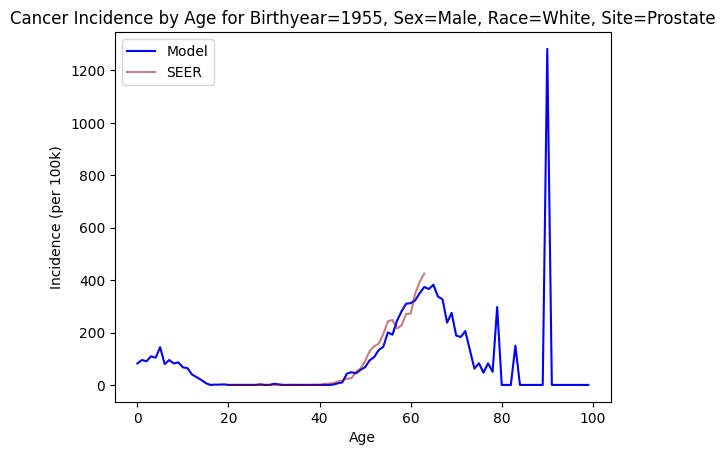 Cancer Incidence by Age for Birthyear=1955, Sex=Male, Race=White, Site=Prostate
Model
SEER
Incidence (per 100k)
1200
1000
800
600
400
200
0
0 20 40 60 80 100
Age